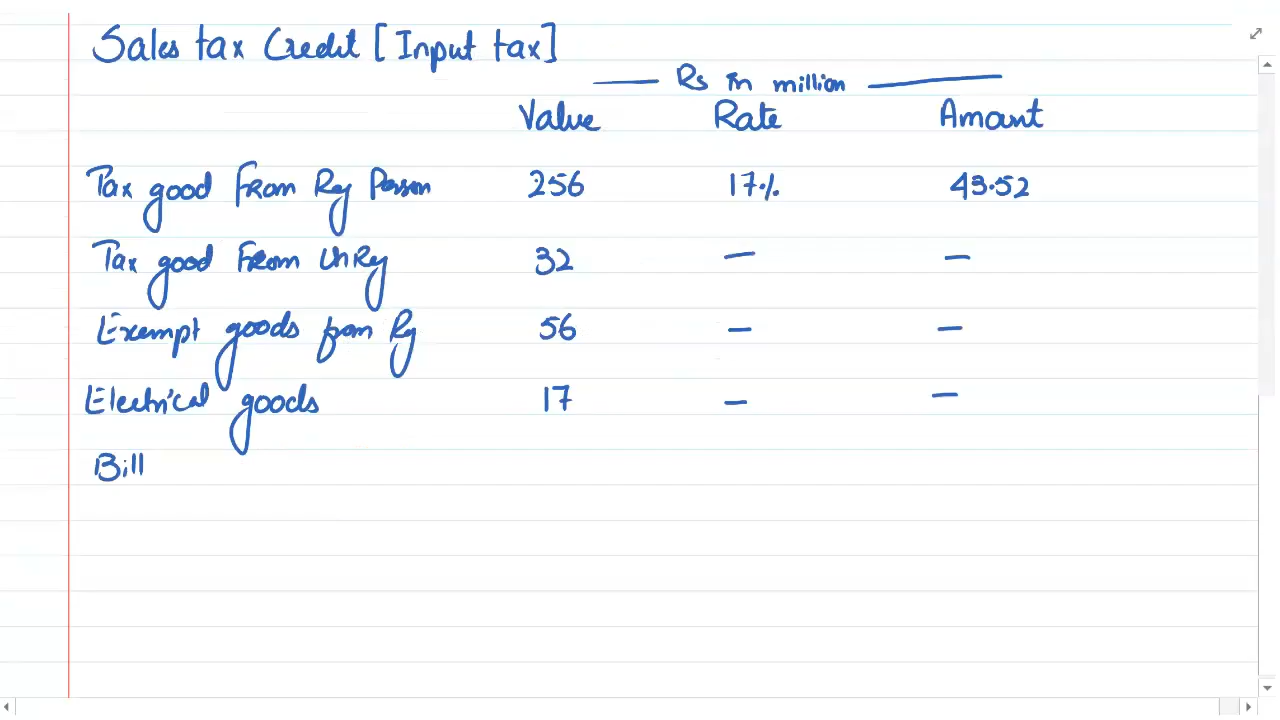 Sales tax Credit [Input tax]
Rs in million
Value Rate Amount
Tax good From Reg Person 256 17% 43.52
Tax good From UnReg 32 — —
Exempt goods from Rg 56 — —
Electrical goods 17 — —
Bill